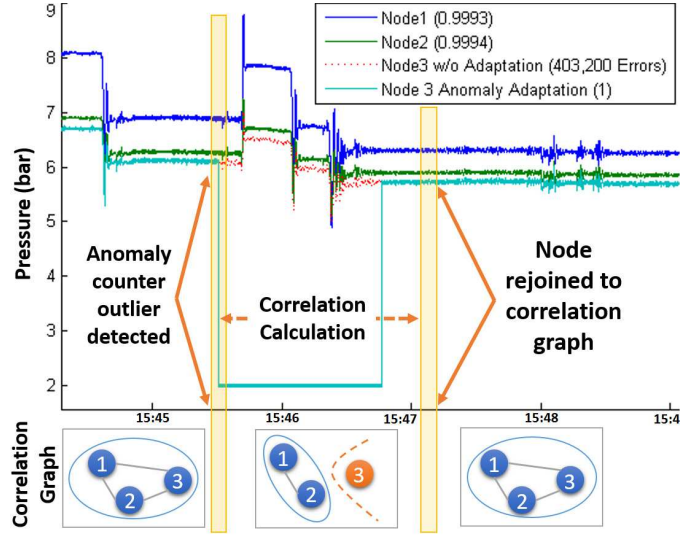 9
8
7
6
5
4
3
2
Pressure (bar)
Node1 (0.9993)
Node2 (0.9994)
Node3 w/o Adaptation (403,200 Errors)
Node 3 Anomaly Adaptation (1)
Anomaly
counter
outlier
detected
Correlation
Calculation
Node
rejoined to
correlation
graph
15:45
15:46
15:47
15:48
15:4
Correlation
Graph
1
2
3
1
2
3
1
2
3